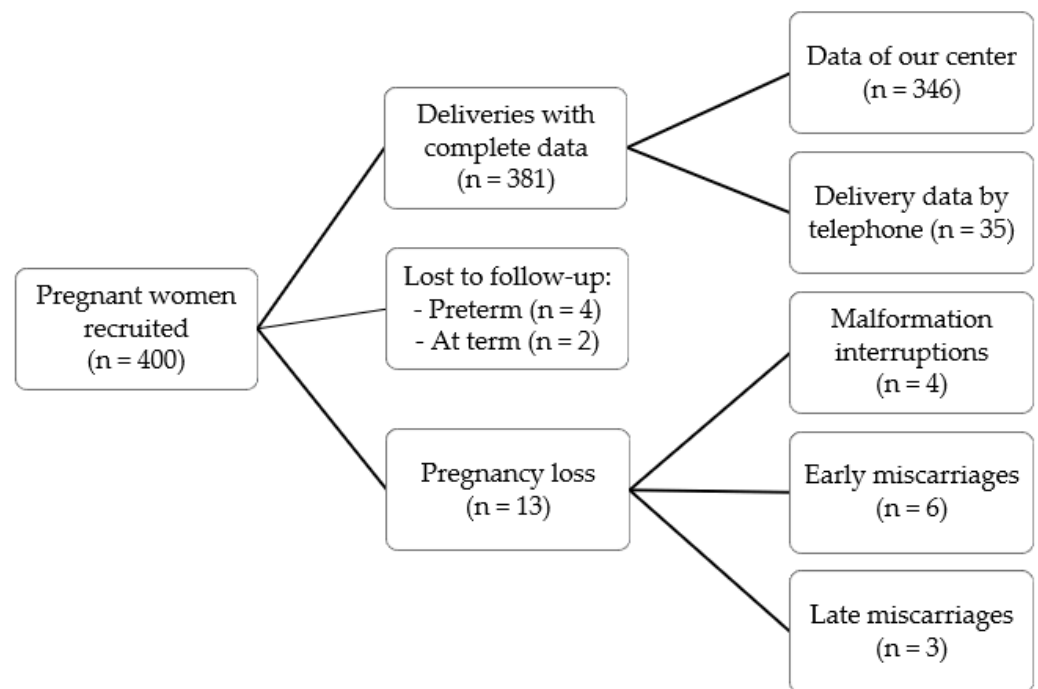 Pregnant women
recruited
(n = 400)
Deliveries with
complete data
(n = 381)
Lost to follow-up:
- Preterm (n = 4)
- At term (n = 2)
Pregnancy loss
(n = 13)
Data of our center
(n = 346)
Delivery data by
telephone (n = 35)
Malformation
interruptions
(n = 4)
Early miscarriages
(n = 6)
Late miscarriages
(n = 3)